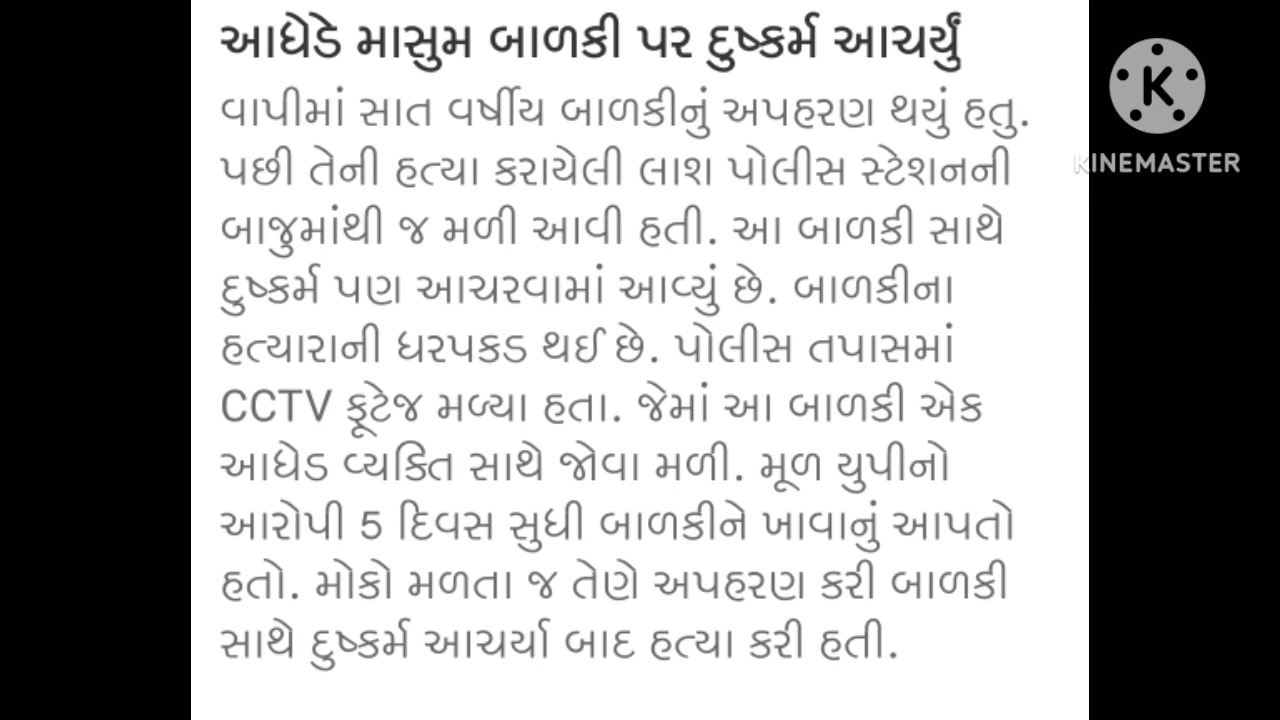 આધેડે માસુમ બાળકી પર દુષ્કર્મ આચર્યું
વાપીમાં સાત વર્ષીય બાળકીનું અપહરણ થયું હતુ.
પછી તેની હત્યા કરાયેલી લાશ પોલીસ સ્ટેશનની
બાજુમાંથી જ મળી આવી હતી. આ બાળકી સાથે
દુષ્કર્મ પણ આચરવામાં આવ્યું છે. બાળકીના
હત્યારાની ધરપકડ થઈ છે. પોલીસ તપાસમાં
CCTV ફૂટેજ મળ્યા હતા. જેમાં આ બાળકી એક
આધેડ વ્યક્તિ સાથે જોવા મળી. મૂળ યુપીનો
આરોપી 5 દિવસ સુધી બાળકીને ખાવાનું આપતો
હતો. મોકો મળતા જ તેણે અપહરણ કરી બાળકી
સાથે દુષ્કર્મ આચર્યા બાદ હત્યા કરી હતી.
K
KINEMASTER